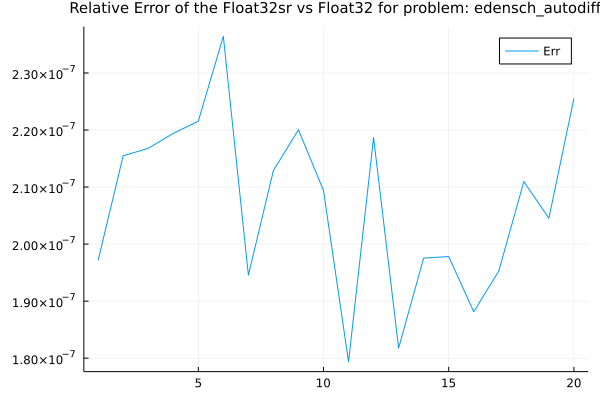 Relative Error of the Float32sr vs Float32 for problem: edensch_autodiff
Err
2.30×10⁻⁷
2.20×10⁻⁷
2.10×10⁻⁷
2.00×10⁻⁷
1.90×10⁻⁷
1.80×10⁻⁷
5 10 15 20